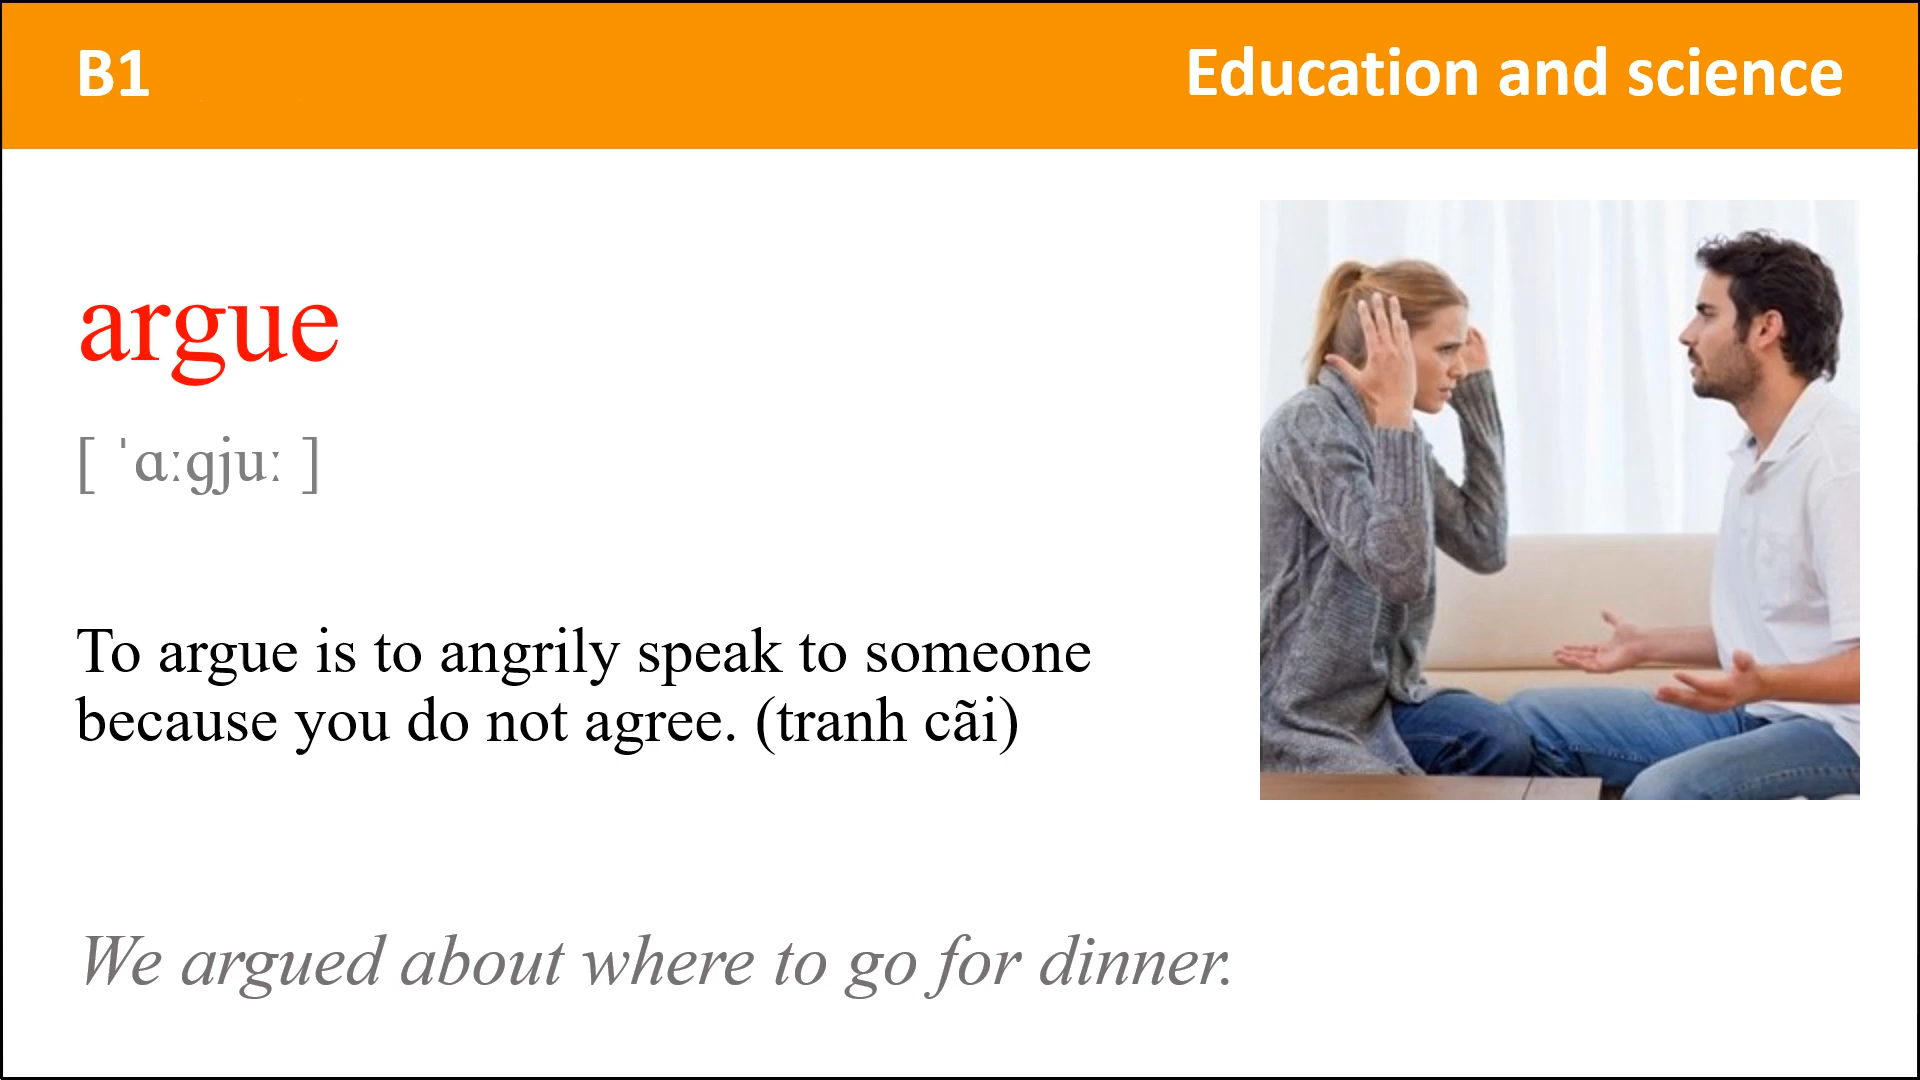 B1
Education and science
argue
[ ˈɑːɡjuː ]
To argue is to angrily speak to someone
because you do not agree. (tranh cãi)
We argued about where to go for dinner.